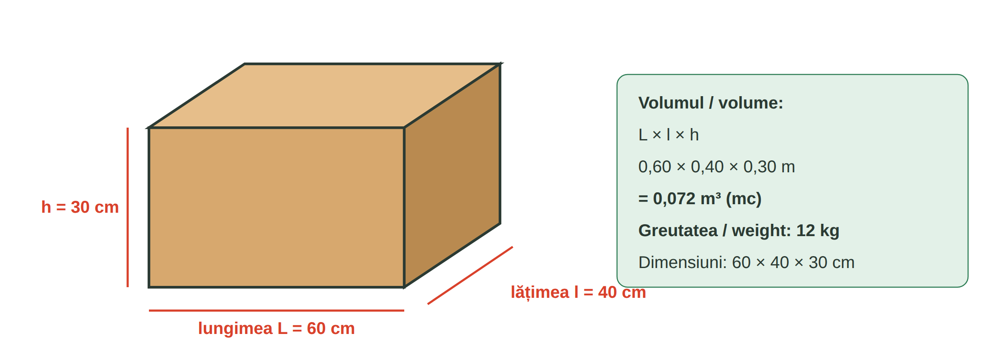 h = 30 cm
lungimea L = 60 cm
lățimea l = 40 cm
Volumul / volume:
L × l × h
0,60 × 0,40 × 0,30 m
= 0,072 m³ (mc)
Greutatea / weight: 12 kg
Dimensiuni: 60 × 40 × 30 cm